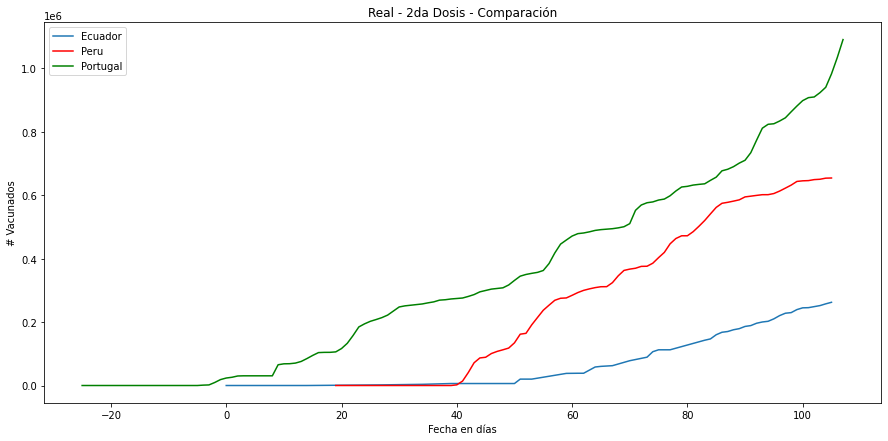 Real - 2da Dosis - Comparación
1e6
Ecuador
Peru
Portugal
1.0
0.8
0.6
0.4
0.2
0.0
# Vacunados
−20
0
20
40
60
80
100
Fecha en días